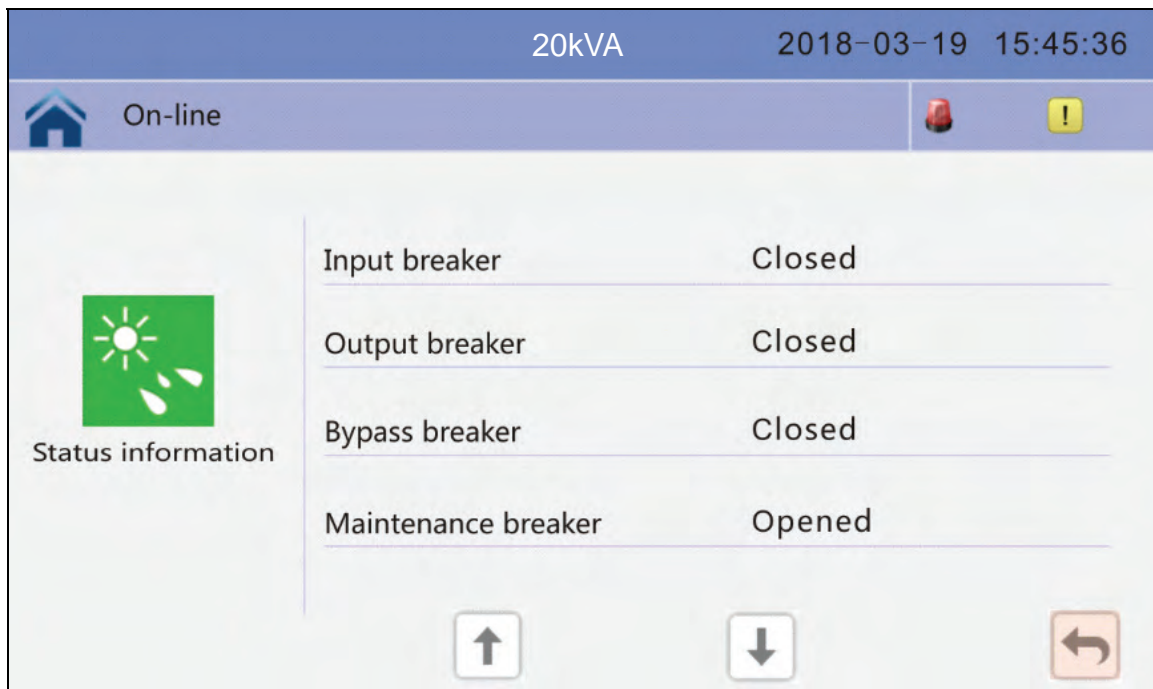 20kVA 2018-03-19 15:45:36
On-line !
Input breaker Closed
Output breaker Closed
Bypass breaker Closed
Status information
Maintenance breaker Opened